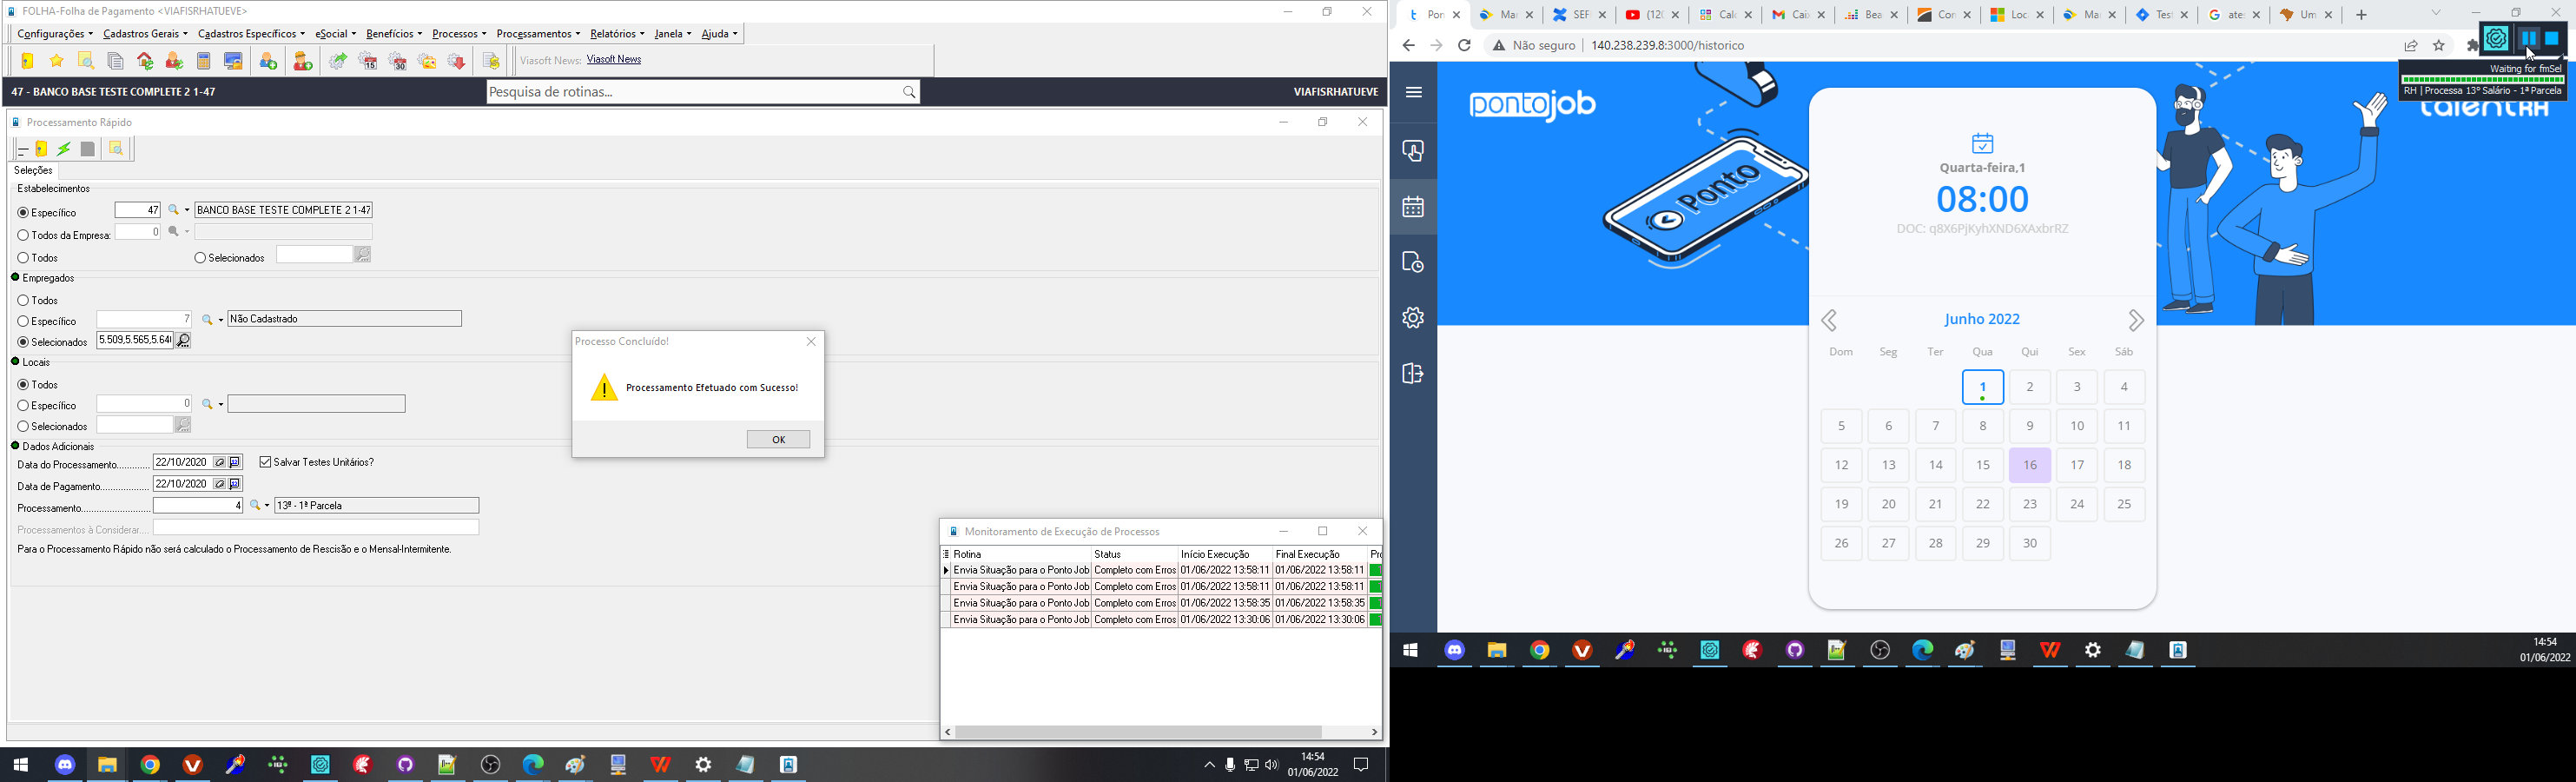 FOLHA-Folha de Pagamento <VIAFISRHATUEVE>
Configurações Cadastros Gerais Cadastros Específicos eSocial Benefícios Processos Processamentos Relatórios Janela Ajuda
Viasoft News: Viasoft News
47 - BANCO BASE TESTE COMPLETE 2 1-47
Pesquisa de rotinas...
VIAFISRHATUEVE
Processamento Rápido
Seleções
Estabelecimentos
Específico 47 BANCO BASE TESTE COMPLETE 2 1-47
Todos da Empresa: 0
Todos Selecionados
Empregados
Todos
Específico 7 Não Cadastrado
Selecionados 5.509,5.565,5.64
Locais
Todos
Específico 0
Selecionados
Dados Adicionais
Data do Processamento............ 22/10/2020 Salvar Testes Unitários?
Data de Pagamento.................. 22/10/2020
Processamento......................... 4 13º - 1ª Parcela
Processamentos à Considerar....
Para o Processamento Rápido não será calculado o Processamento de Rescisão e o Mensal-Intermitente.
Processo Concluído!
Processamento Efetuado com Sucesso!
OK
Monitoramento de Execução de Processos
Rotina Status Início Execução Final Execução Pro
Envia Situação para o Ponto Job Completo com Erros 01/06/2022 13:58:11 01/06/2022 13:58:11
Envia Situação para o Ponto Job Completo com Erros 01/06/2022 13:58:11 01/06/2022 13:58:11
Envia Situação para o Ponto Job Completo com Erros 01/06/2022 13:58:35 01/06/2022 13:58:35
Envia Situação para o Ponto Job Completo com Erros 01/06/2022 13:30:06 01/06/2022 13:30:06
14:54
01/06/2022
Pon Mar SEFI (120 Calc Caix Bea Con Loca Mar Test ates Um
Não seguro 140.238.239.8:3000/historico
Waiting for fmSel
RH | Processa 13º Salário - 1ª Parcela
pontojob
talentRH
Ponto
Quarta-feira,1
08:00
DOC: q8X6PjKyhXND6XAxbrRZ
Junho 2022
Dom Seg Ter Qua Qui Sex Sáb
1 2 3 4
5 6 7 8 9 10 11
12 13 14 15 16 17 18
19 20 21 22 23 24 25
26 27 28 29 30
14:54
01/06/2022